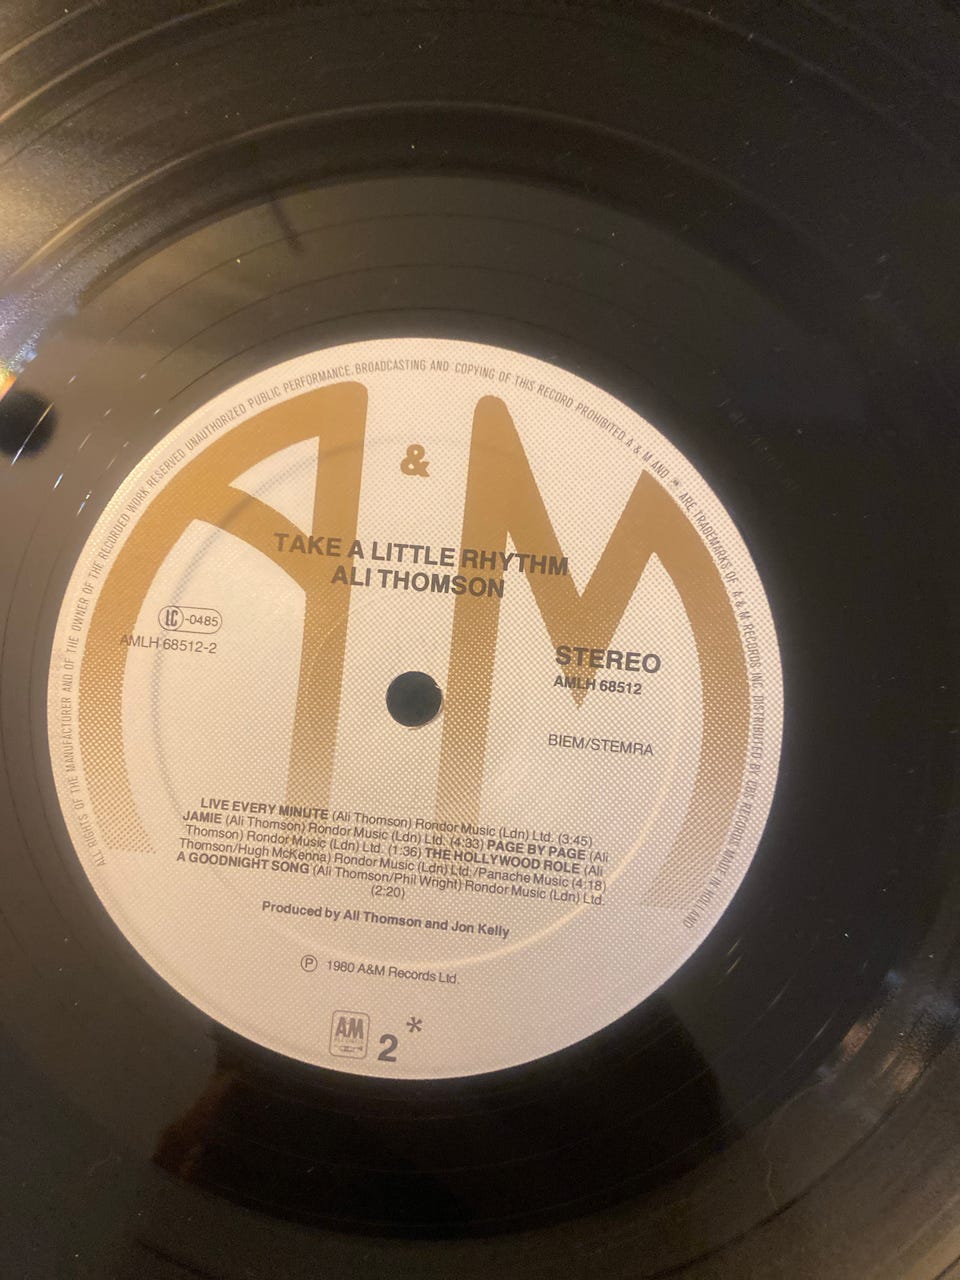 ALL RIGHTS OF THE MANUFACTURER AND OF THE OWNER OF THE RECORDED WORK RESERVED UNAUTHORIZED PUBLIC PERFORMANCE, BROADCASTING AND COPYING OF THIS RECORD PROHIBITED A & M AND ARE TRADEMARKS OF A & M RECORDS INC DISTRIBUTED BY CBS RECORDS MADE IN HOLLAND
A & M
TAKE A LITTLE RHYTHM
ALI THOMSON
LC-0485
AMLH 68512-2
STEREO
AMLH 68512
BIEM/STEMRA
LIVE EVERY MINUTE (Ali Thomson) Rondor Music (Ldn) Ltd. (3:45)
JAMIE (Ali Thomson) Rondor Music (Ldn) Ltd. (4:33) PAGE BY PAGE (Ali
Thomson) Rondor Music (Ldn) Ltd. (1:36) THE HOLLYWOOD ROLE (Ali
Thomson/Hugh McKenna) Rondor Music (Ldn) Ltd./Panache Music (4:18)
A GOODNIGHT SONG (Ali Thomson/Phil Wright) Rondor Music (Ldn) Ltd.
(2:20)
Produced by Ali Thomson and Jon Kelly
Ⓟ 1980 A&M Records Ltd.
AM
2*